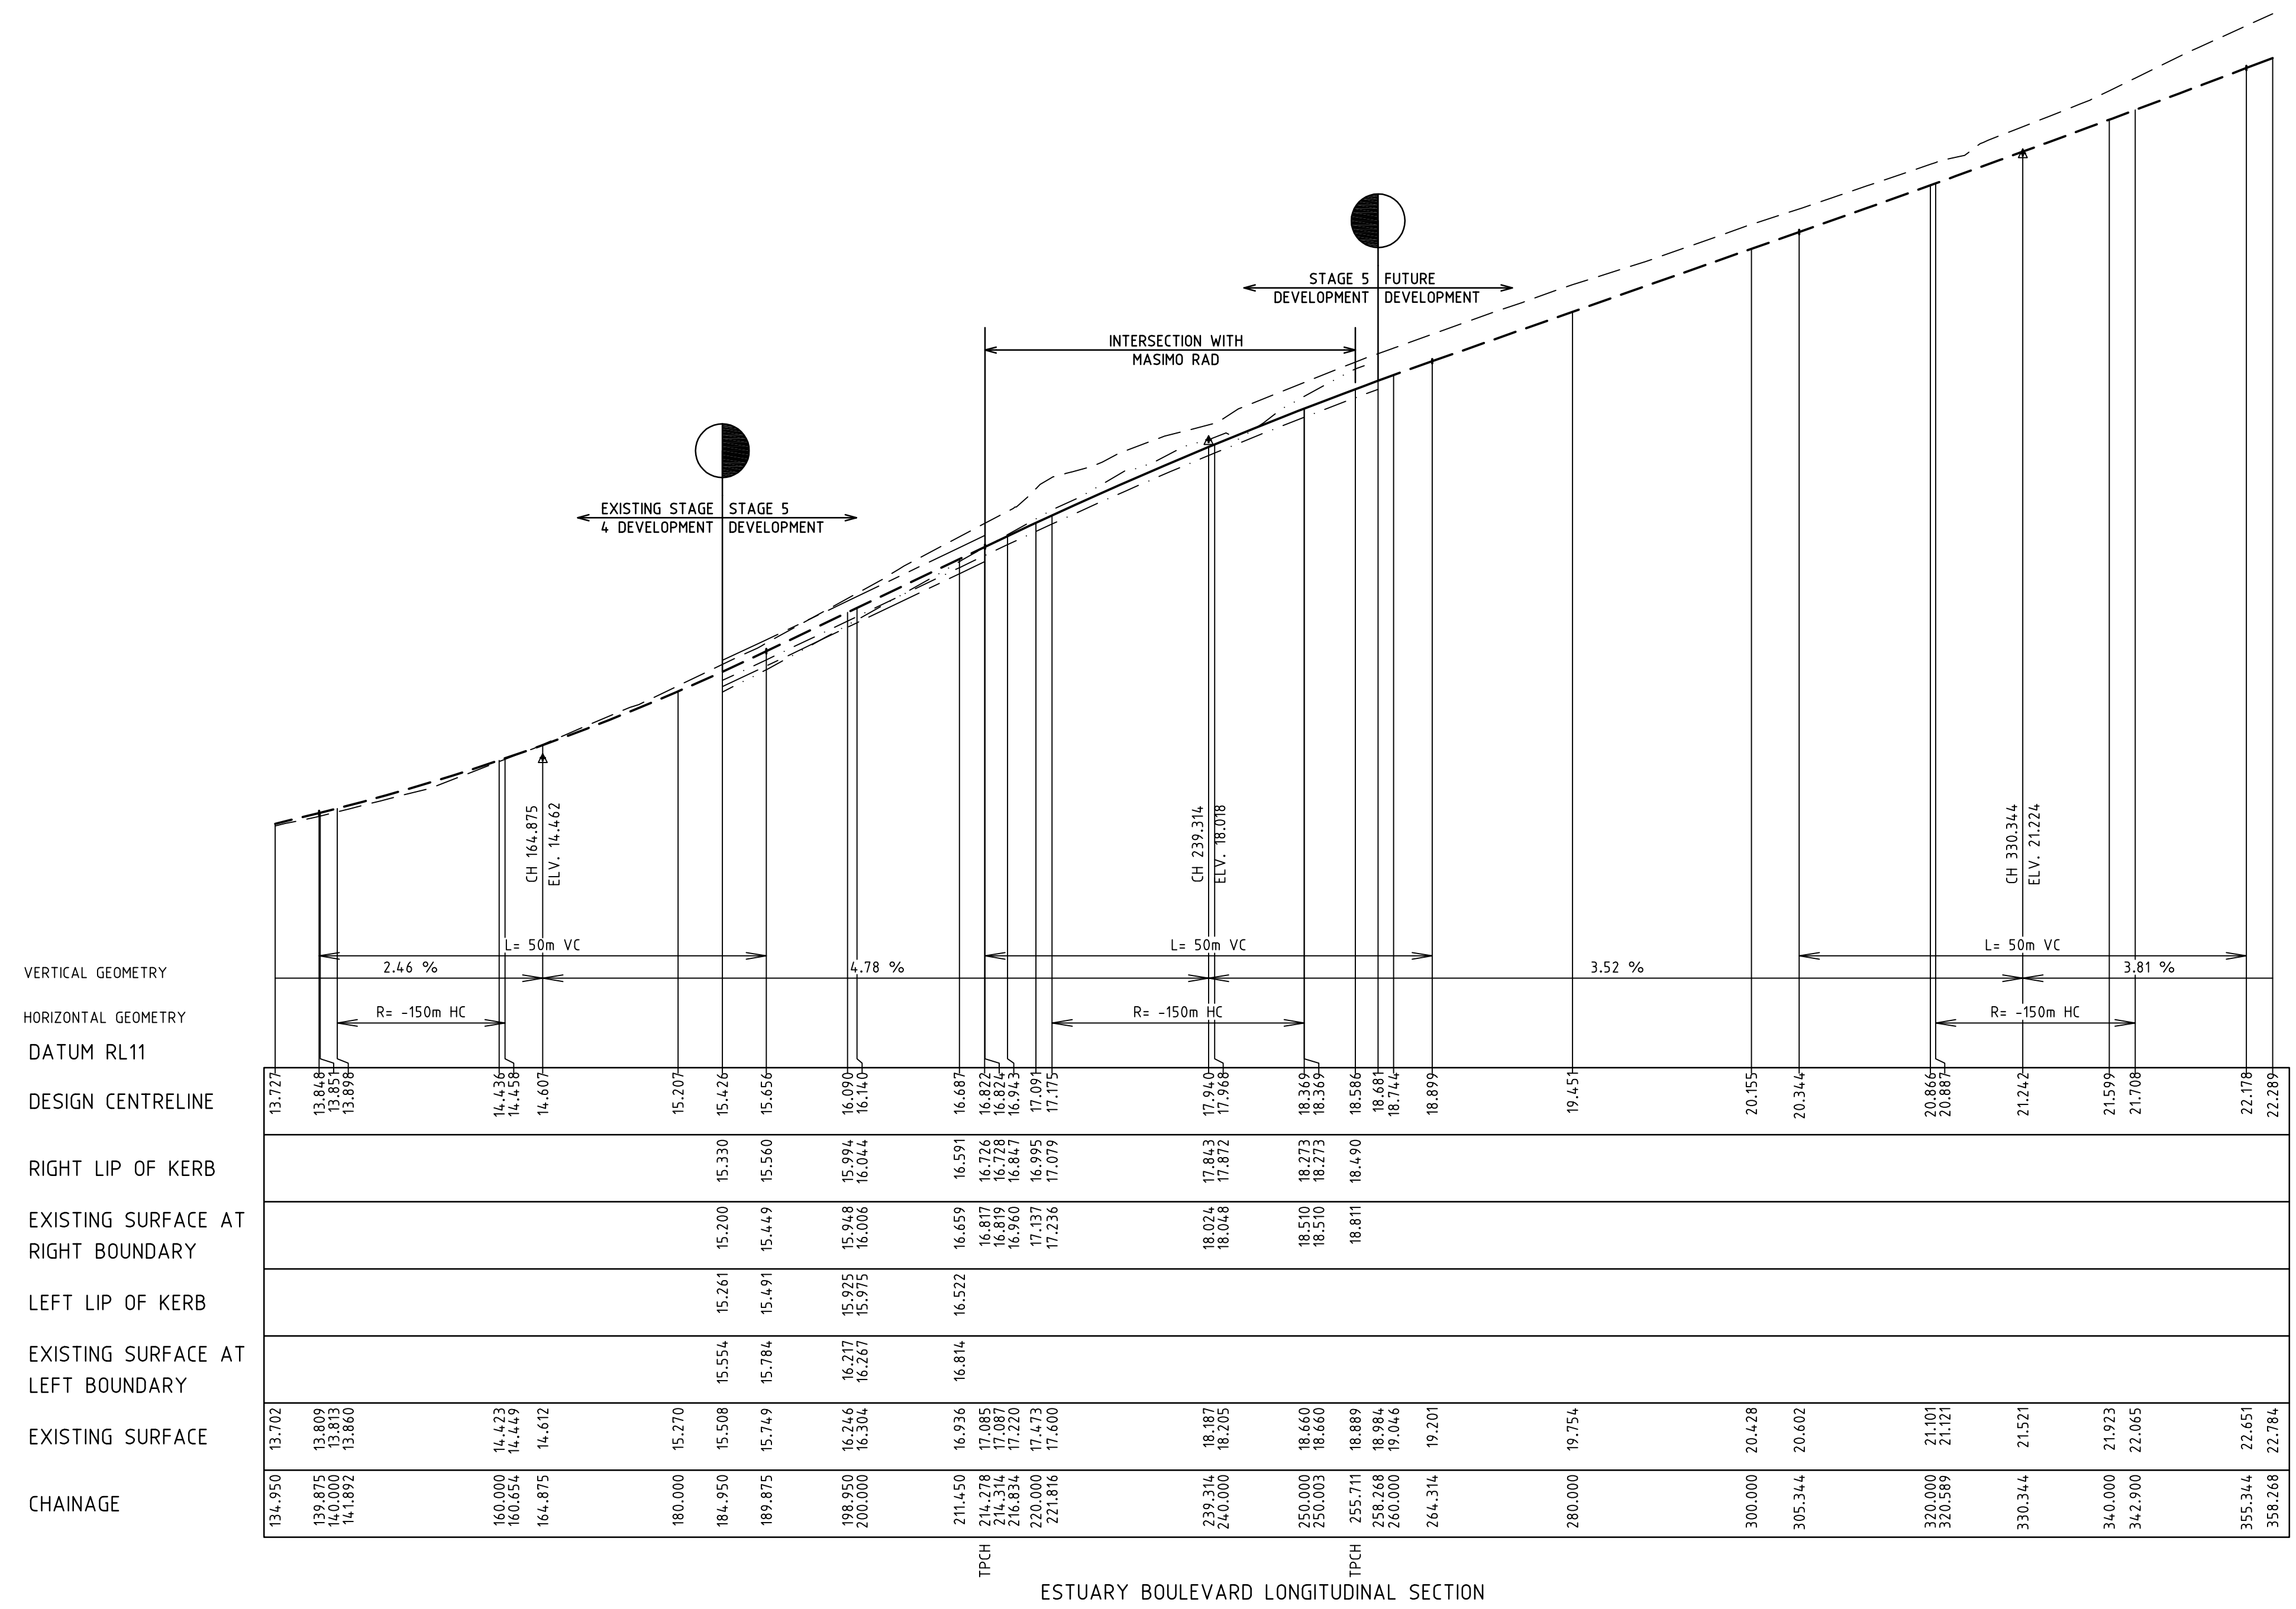 STAGE 5 FUTURE
DEVELOPMENT DEVELOPMENT
INTERSECTION WITH
MASIMO RAD
EXISTING STAGE STAGE 5
4 DEVELOPMENT DEVELOPMENT
CH 164.875
ELV. 14.462
CH 239.314
ELV. 18.018
CH 330.344
ELV. 21.224
L= 50m VC L= 50m VC L= 50m VC
VERTICAL GEOMETRY 2.46 % 4.78 % 3.52 % 3.81 %
HORIZONTAL GEOMETRY R= -150m HC R= -150m HC R= -150m HC
DATUM RL11
DESIGN CENTRELINE 13.727 13.848 13.851 13.898 14.436 14.458 14.607 15.207 15.426 15.656 16.090 16.140 16.687 16.822 16.824 16.943 17.091 17.175 17.940 17.968 18.369 18.369 18.586 18.681 18.744 18.899 19.451 20.155 20.344 20.866 20.887 21.242 21.599 21.708 22.178 22.289
RIGHT LIP OF KERB 15.330 15.560 15.994 16.044 16.591 16.726 16.728 16.847 16.995 17.079 17.843 17.872 18.273 18.273 18.490
EXISTING SURFACE AT
RIGHT BOUNDARY 15.200 15.449 15.948 16.006 16.659 16.817 16.819 16.960 17.137 17.236 18.024 18.048 18.510 18.510 18.811
LEFT LIP OF KERB 15.261 15.491 15.925 15.975 16.522
EXISTING SURFACE AT
LEFT BOUNDARY 15.554 15.784 16.217 16.267 16.814
EXISTING SURFACE 13.702 13.809 13.813 13.860 14.423 14.449 14.612 15.270 15.508 15.749 16.246 16.304 16.936 17.085 17.087 17.220 17.473 17.600 18.187 18.205 18.660 18.660 18.889 18.984 19.046 19.201 19.754 20.428 20.602 21.101 21.121 21.521 21.923 22.065 22.651 22.784
CHAINAGE 134.950 139.875 140.000 141.892 160.000 160.654 164.875 180.000 184.950 189.875 198.950 200.000 211.450 214.278 214.314 216.834 220.000 221.816 239.314 240.000 250.000 250.003 255.711 258.268 260.000 264.314 280.000 300.000 305.344 320.000 320.589 330.344 340.000 342.900 355.344 358.268
TPCH TPCH
ESTUARY BOULEVARD LONGITUDINAL SECTION